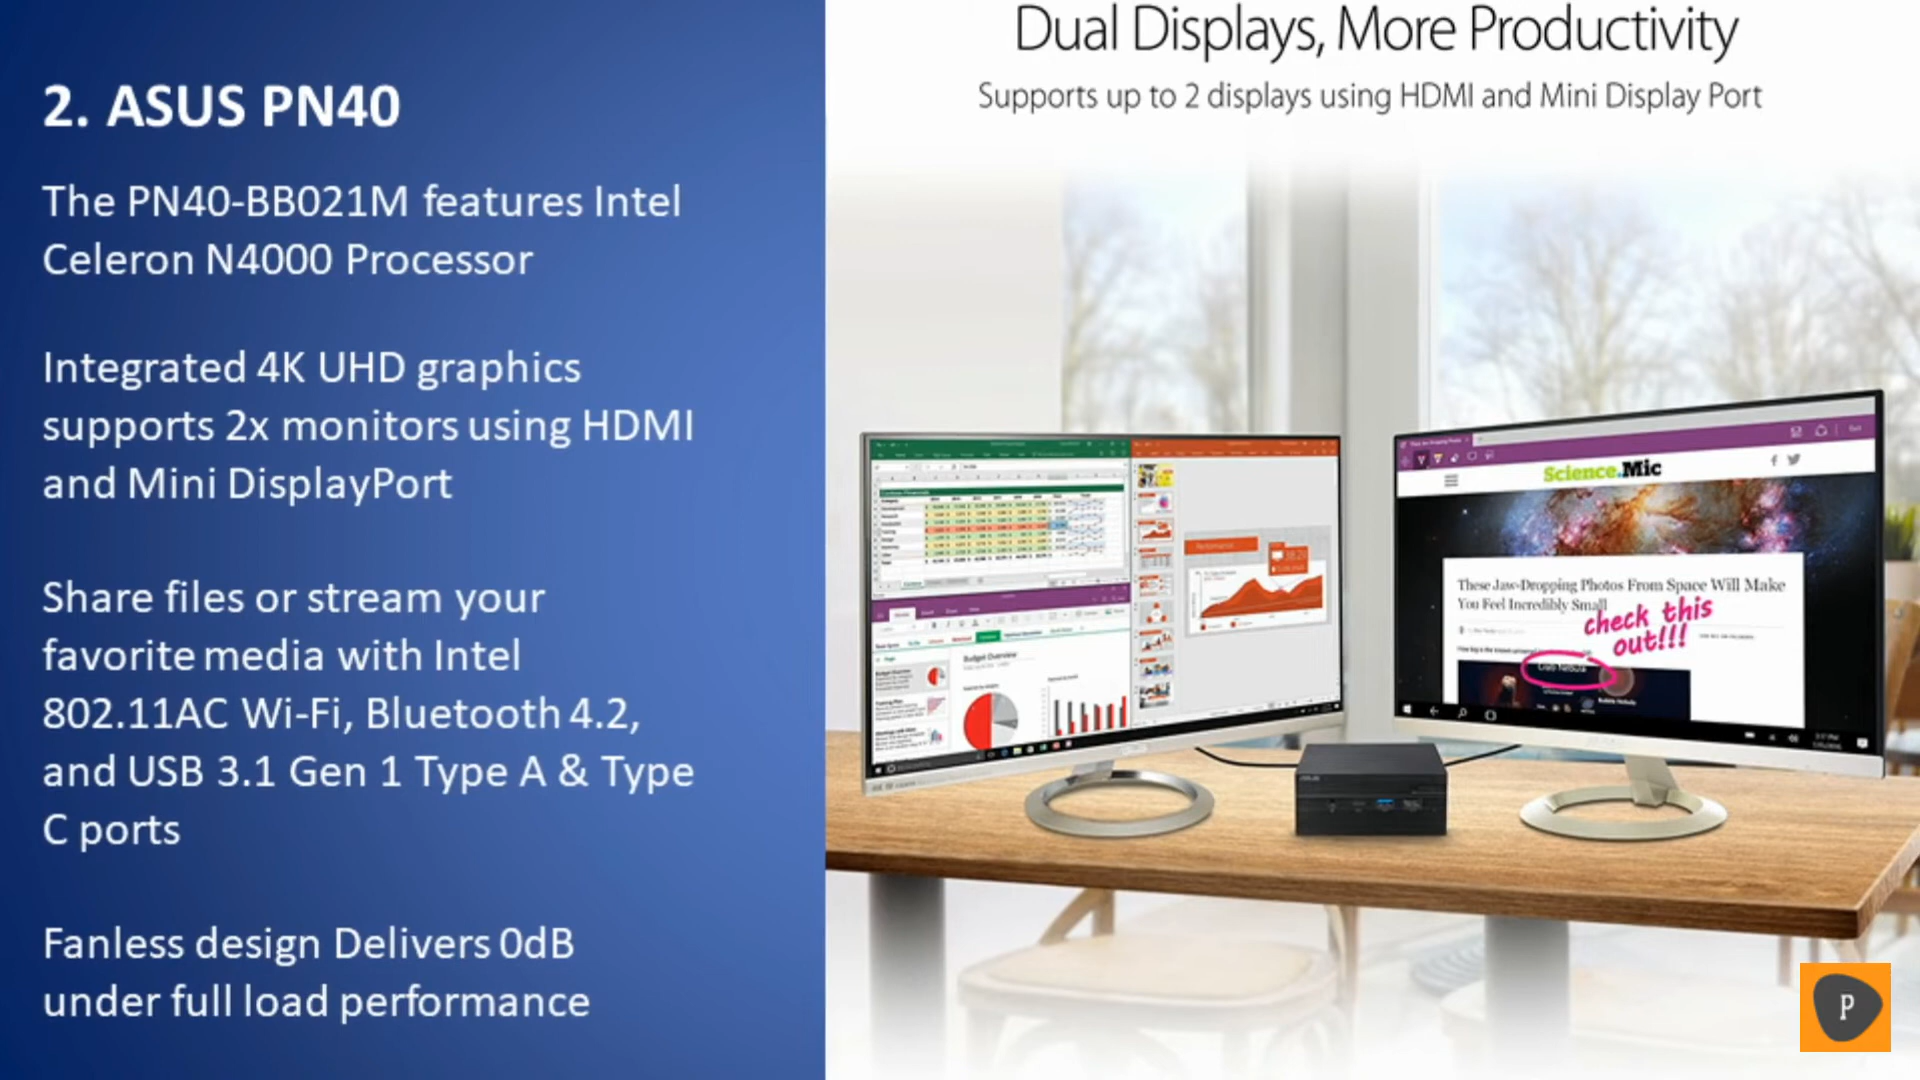 2. ASUS PN40
The PN40-BB021M features Intel
Celeron N4000 Processor
Integrated 4K UHD graphics
supports 2x monitors using HDMI
and Mini DisplayPort
Share files or stream your
favorite media with Intel
802.11AC Wi-Fi, Bluetooth 4.2,
and USB 3.1 Gen 1 Type A & Type
C ports
Fanless design Delivers 0dB
under full load performance
Dual Displays, More Productivity
Supports up to 2 displays using HDMI and Mini Display Port
Performance
Budget Overview
Science.Mic
These Jaw-Dropping Photos From Space Will Make
You Feel Incredibly Small
check this
out!!!
P